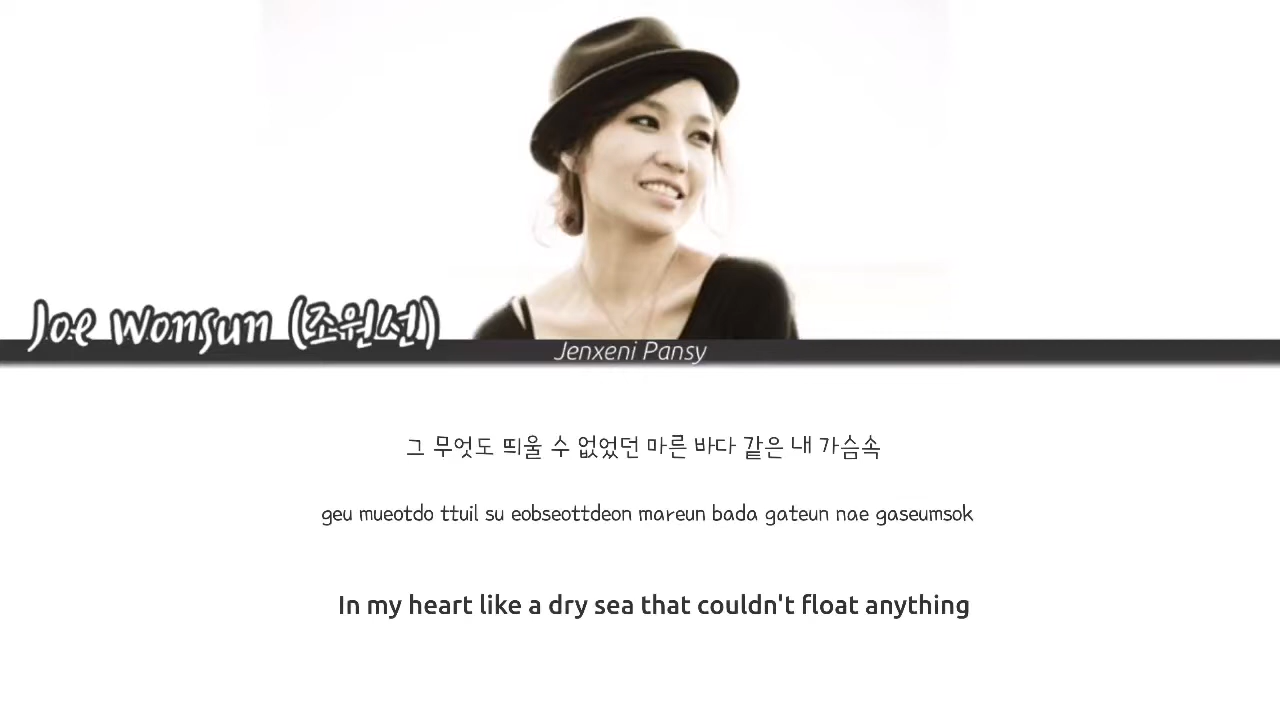 Joe Wonsun (조원선)
Jenxeni Pansy
그 무엇도 띄울 수 없었던 마른 바다 같은 내 가슴속
geu mueotdo ttuil su eobseottdeon mareun bada gateun nae gaseumsok
In my heart like a dry sea that couldn't float anything